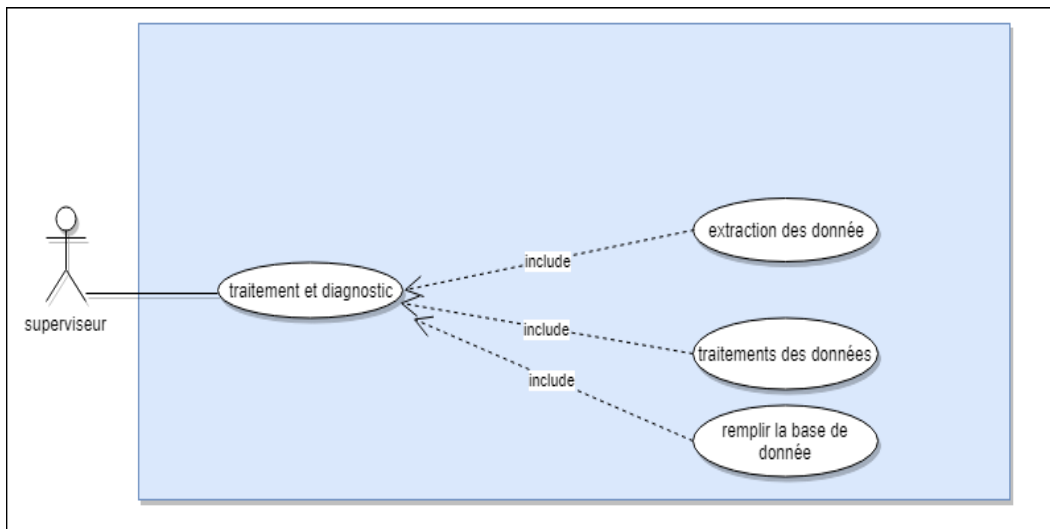 extraction des donnée
include
traitement et diagnostic
superviseur
include
traitements des données
include
remplir la base de
donnée